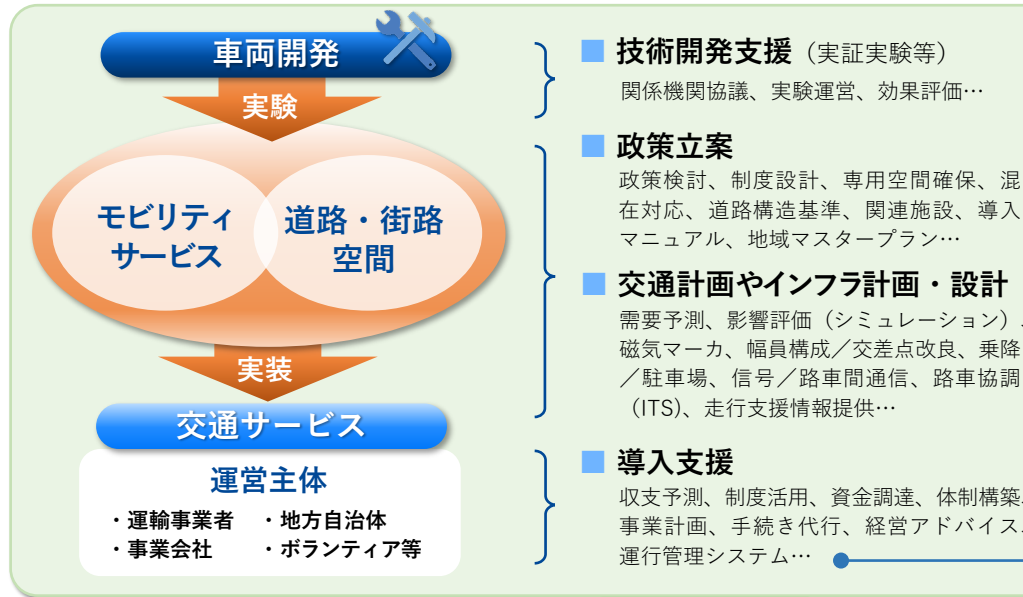 車両開発
実験
モビリティ
サービス
道路・街路
空間
実装
交通サービス
運営主体
・運輸事業者 ・地方自治体
・事業会社 ・ボランティア等
■ 技術開発支援（実証実験等）
関係機関協議、実験運営、効果評価…
■ 政策立案
政策検討、制度設計、専用空間確保、混
在対応、道路構造基準、関連施設、導入
マニュアル、地域マスタープラン…
■ 交通計画やインフラ計画・設計
需要予測、影響評価（シミュレーション）、
磁気マーカ、幅員構成／交差点改良、乗降
／駐車場、信号／路車間通信、路車協調
（ITS）、走行支援情報提供…
■ 導入支援
収支予測、制度活用、資金調達、体制構築、
事業計画、手続き代行、経営アドバイス、
運行管理システム…